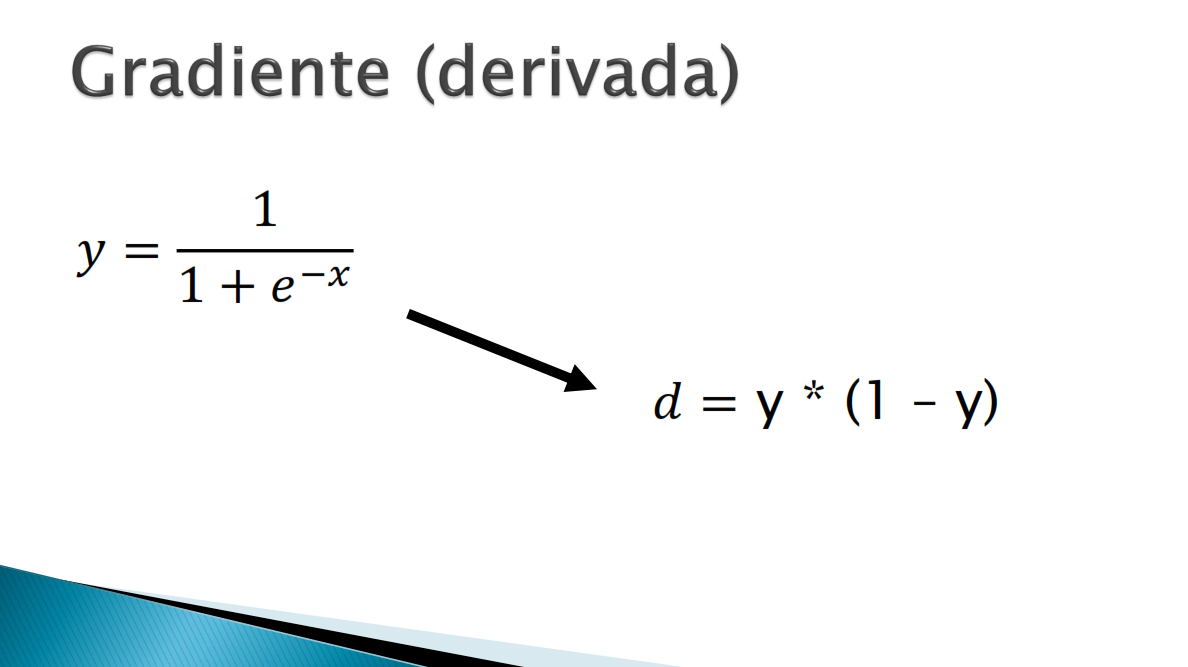 Gradiente (derivada)
y = 1 / (1 + e^{-x})
d = y * (1 – y)